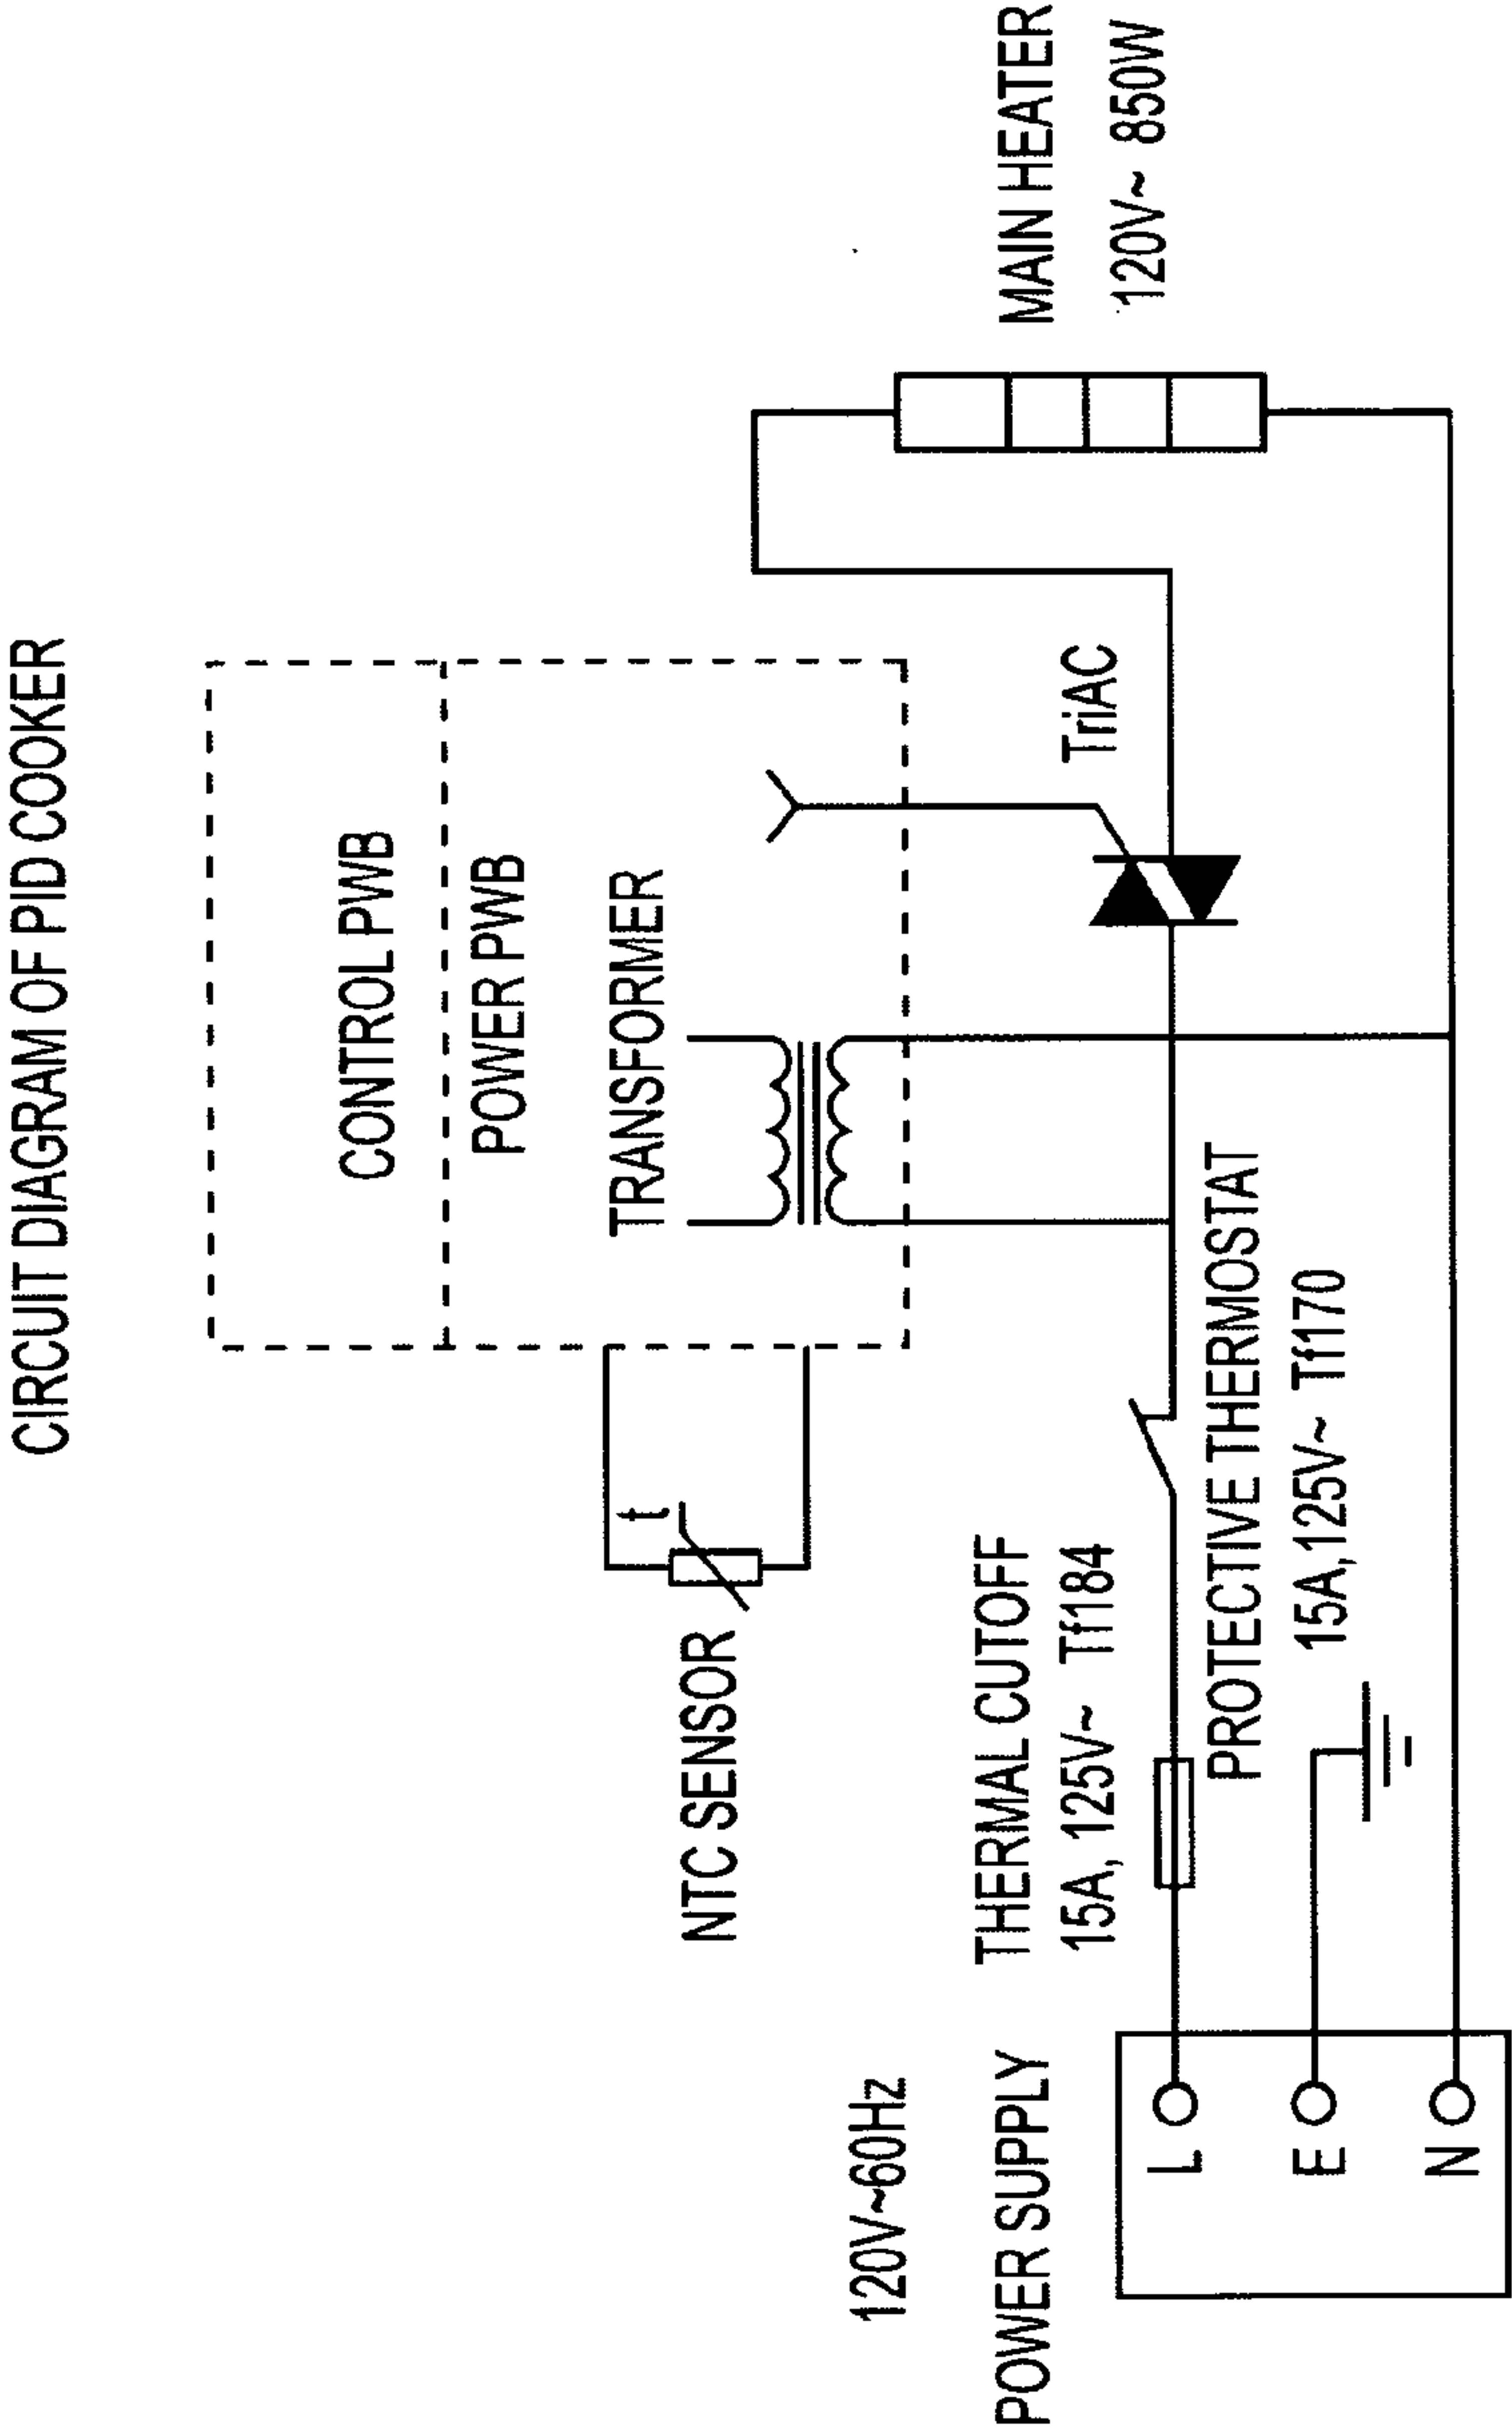 CIRCUIT DIAGRAM OF PID COOKER
CONTROL PWB
POWER PWB
TRANSFORMER
NTC SENSOR
t
120V~60Hz
POWER SUPPLY
THERMAL CUTOFF
15A, 125V~ Tf184
PROTECTIVE THERMOSTAT
15A,125V~ Tf170
TriAC
MAIN HEATER
120V~ 850W
L
E
N